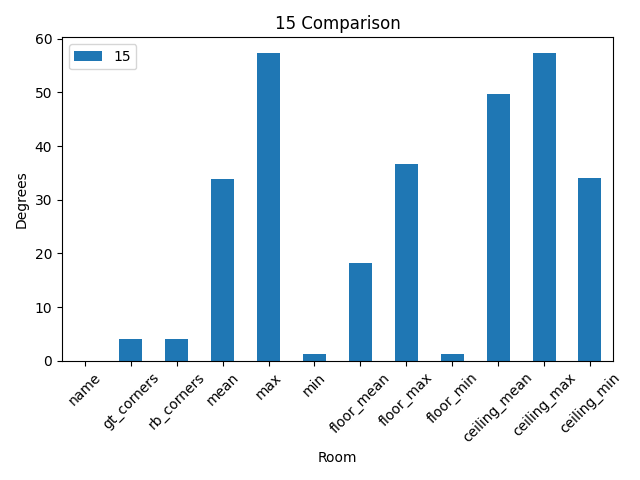 15 Comparison
15
Degrees
60
50
40
30
20
10
0
name
gt_corners
rb_corners
mean
max
min
floor_mean
floor_max
floor_min
ceiling_mean
ceiling_max
ceiling_min
Room